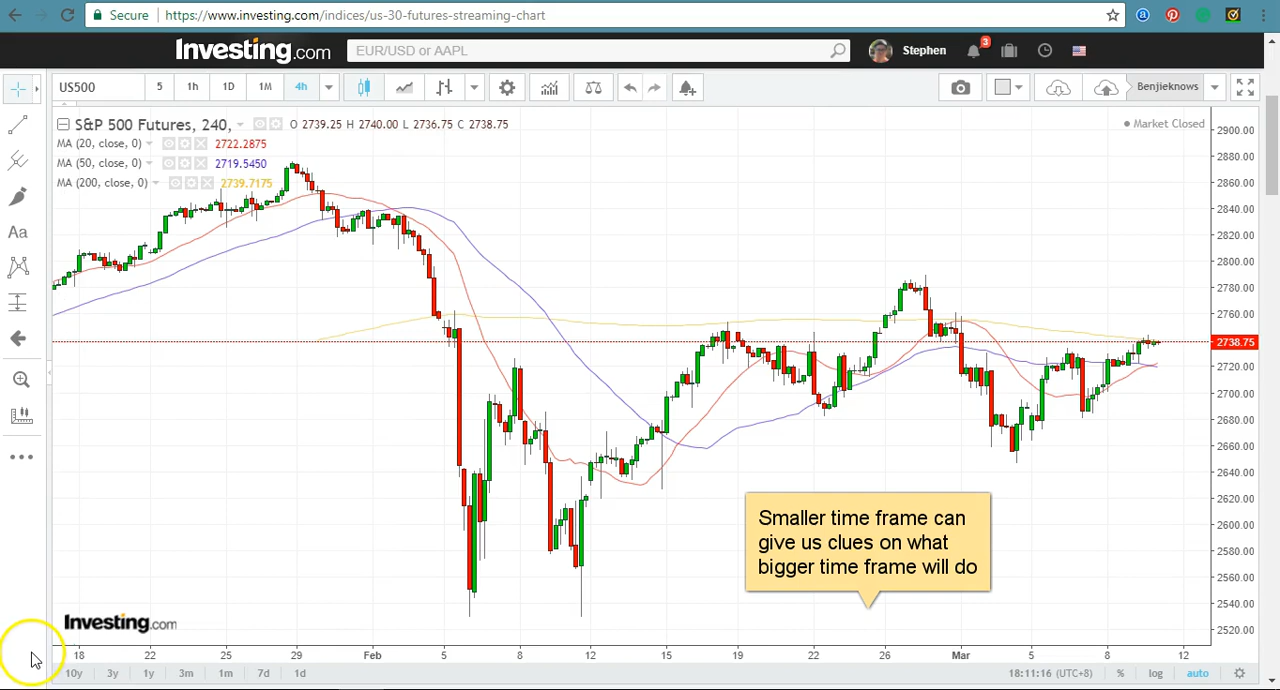 Secure https://www.investing.com/indices/us-30-futures-streaming-chart
Investing.com EUR/USD or AAPL Stephen 3
US500 5 1h 1D 1M 4h Benjieknows
S&P 500 Futures, 240, O 2739.25 H 2740.00 L 2736.75 C 2738.75 Market Closed
MA (20, close, 0) 2722.2875
MA (50, close, 0) 2719.5450
MA (200, close, 0) 2739.7175
Aa
2900.00
2880.00
2860.00
2840.00
2820.00
2800.00
2780.00
2760.00
2738.75
2720.00
2700.00
2680.00
2660.00
2640.00
2620.00
2600.00
2580.00
2560.00
2540.00
2520.00
Smaller time frame can
give us clues on what
bigger time frame will do
Investing.com
18 22 25 29 Feb 5 8 12 15 19 22 26 Mar 5 8 12
10y 3y 1y 3m 1m 7d 1d 18:11:16 (UTC+8) % log auto